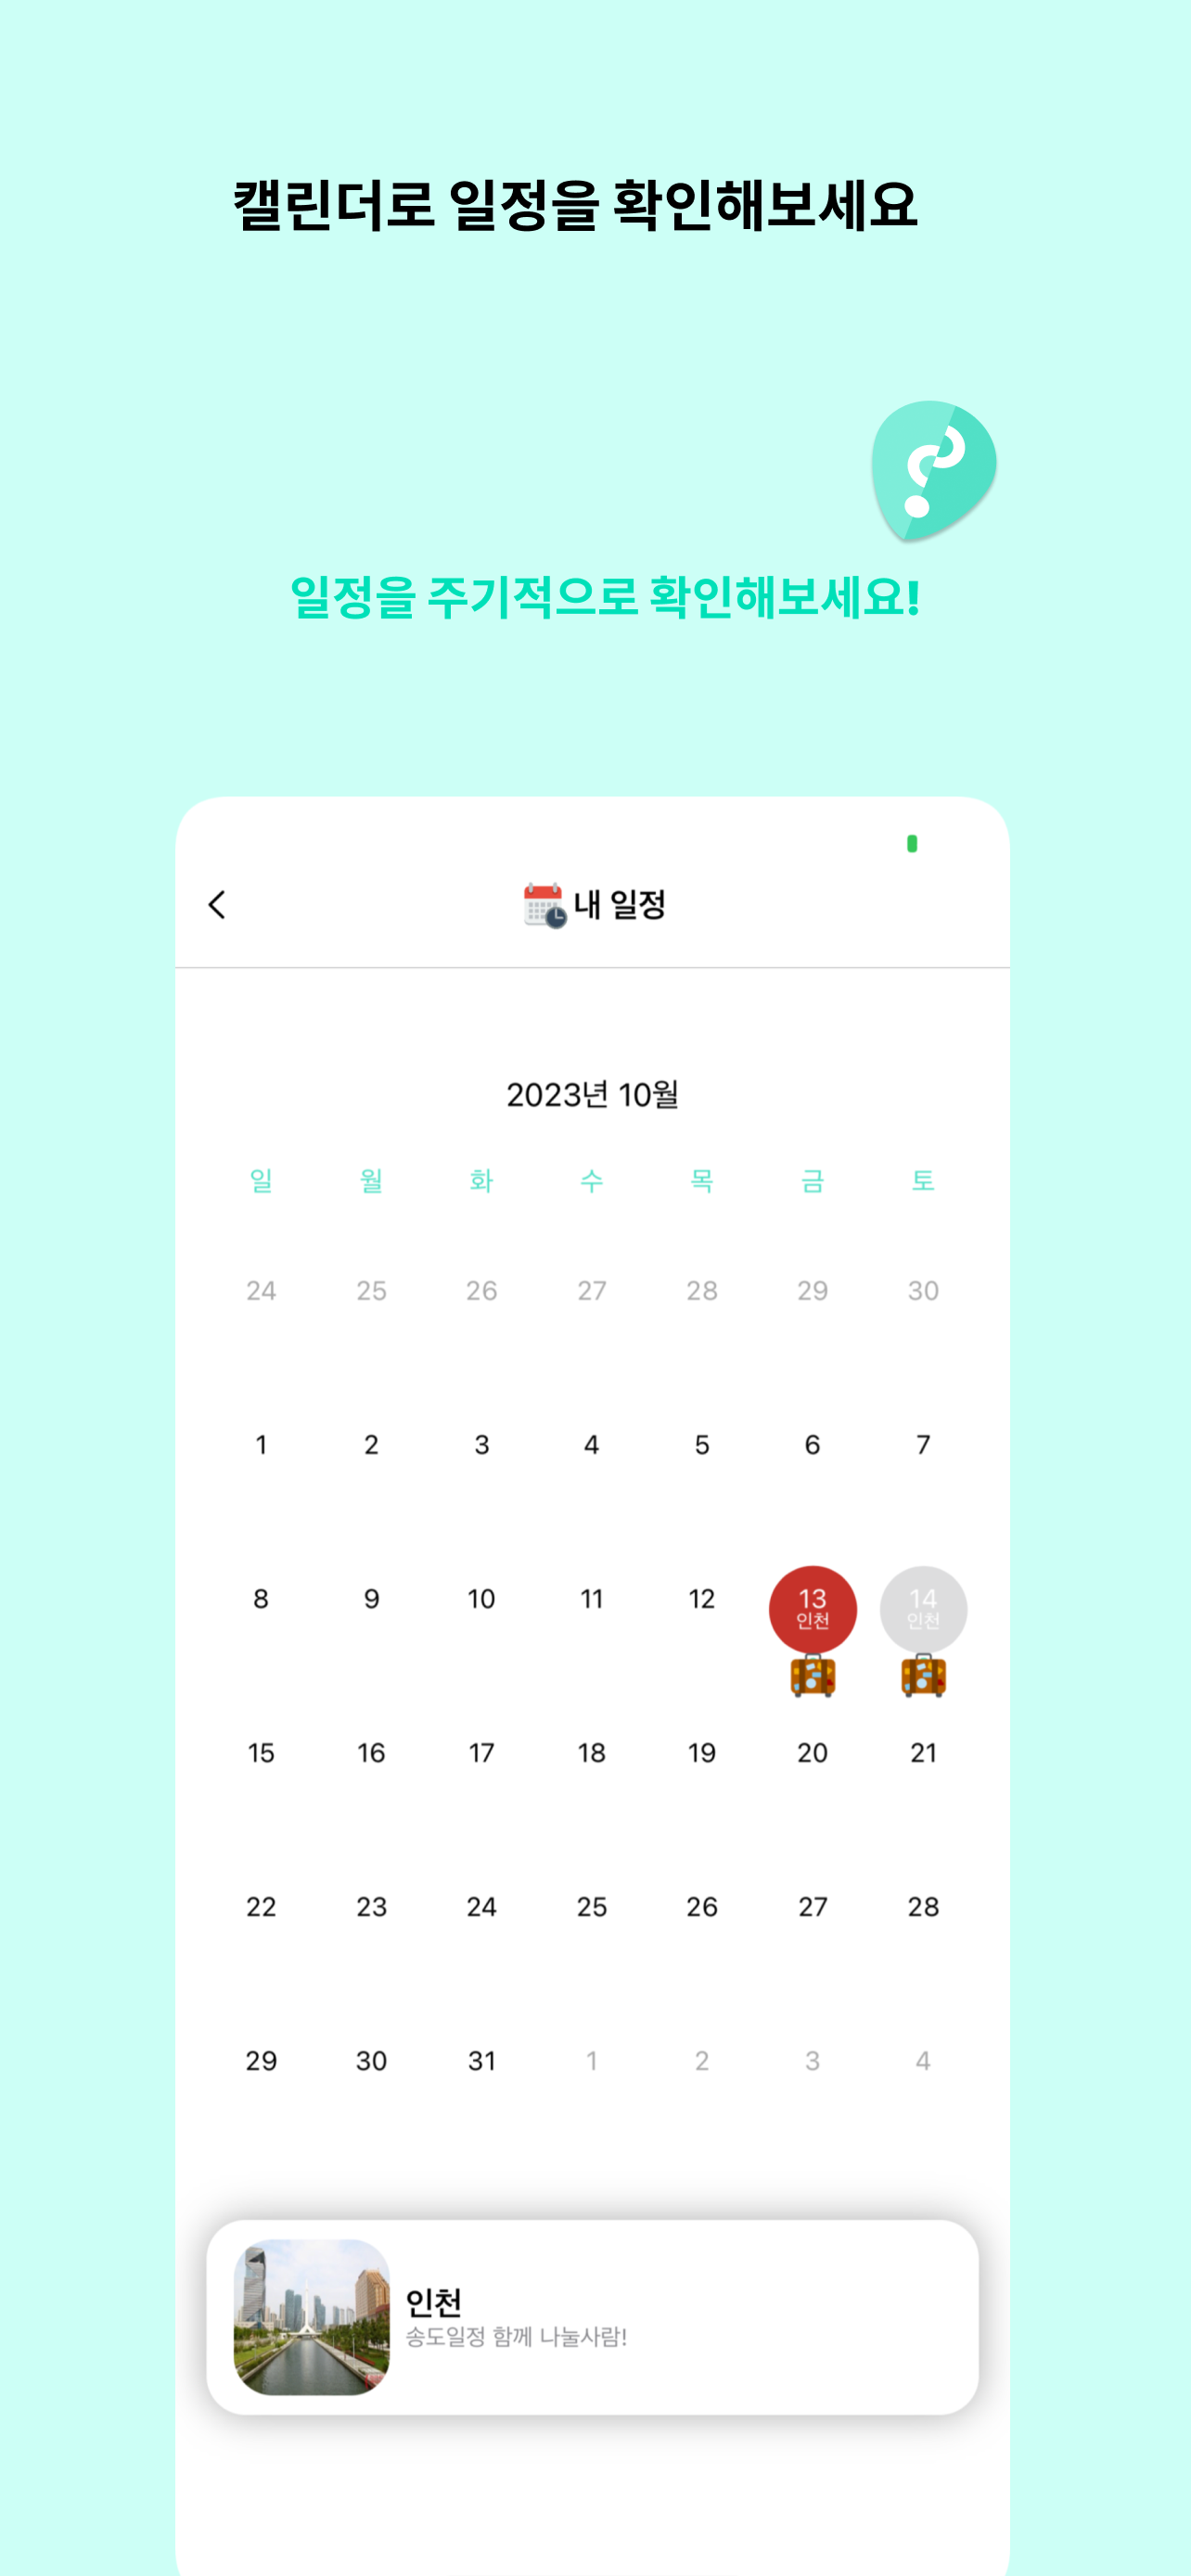 캘린더로 일정을 확인해보세요
?
일정을 주기적으로 확인해보세요!
내 일정
2023년 10월
일 월 화 수 목 금 토
24 25 26 27 28 29 30
1 2 3 4 5 6 7
8 9 10 11 12 13 14
인천 인천
15 16 17 18 19 20 21
22 23 24 25 26 27 28
29 30 31 1 2 3 4
인천
송도일정 함께 나눌사람!